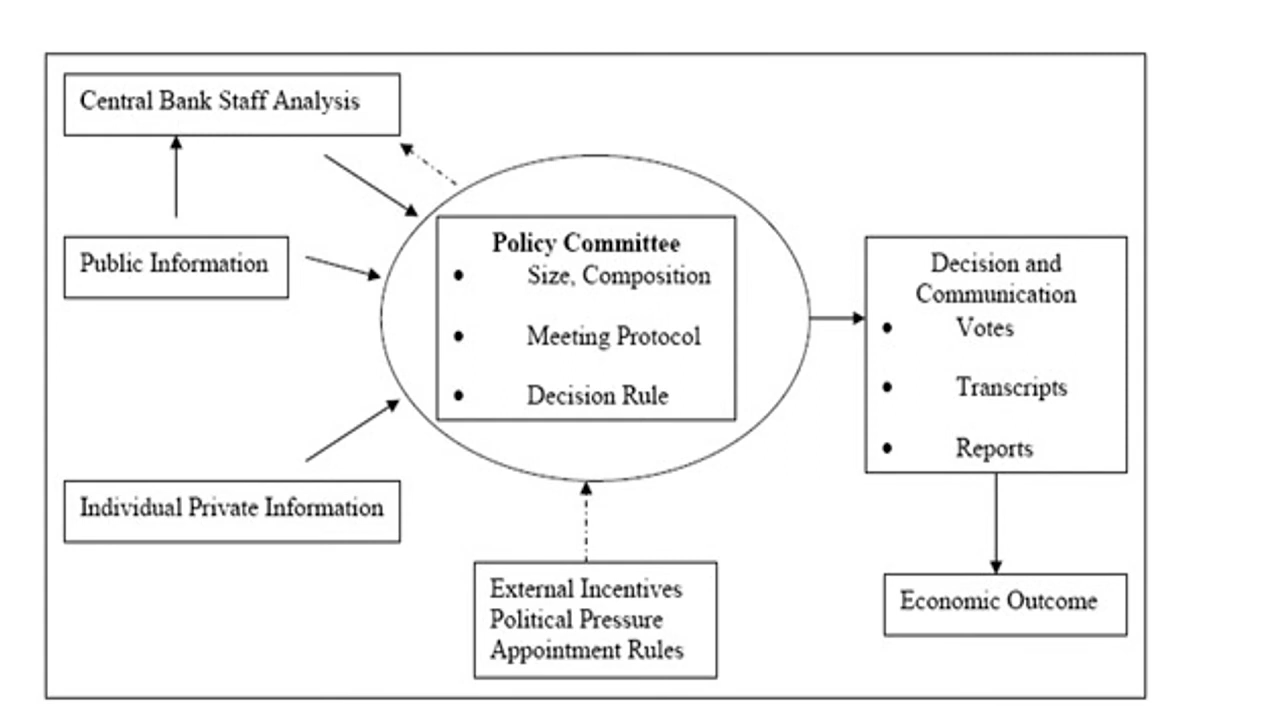 Central Bank Staff Analysis
Public Information
Individual Private Information
Policy Committee
• Size, Composition
• Meeting Protocol
• Decision Rule
External Incentives
Political Pressure
Appointment Rules
Decision and
Communication
• Votes
• Transcripts
• Reports
Economic Outcome